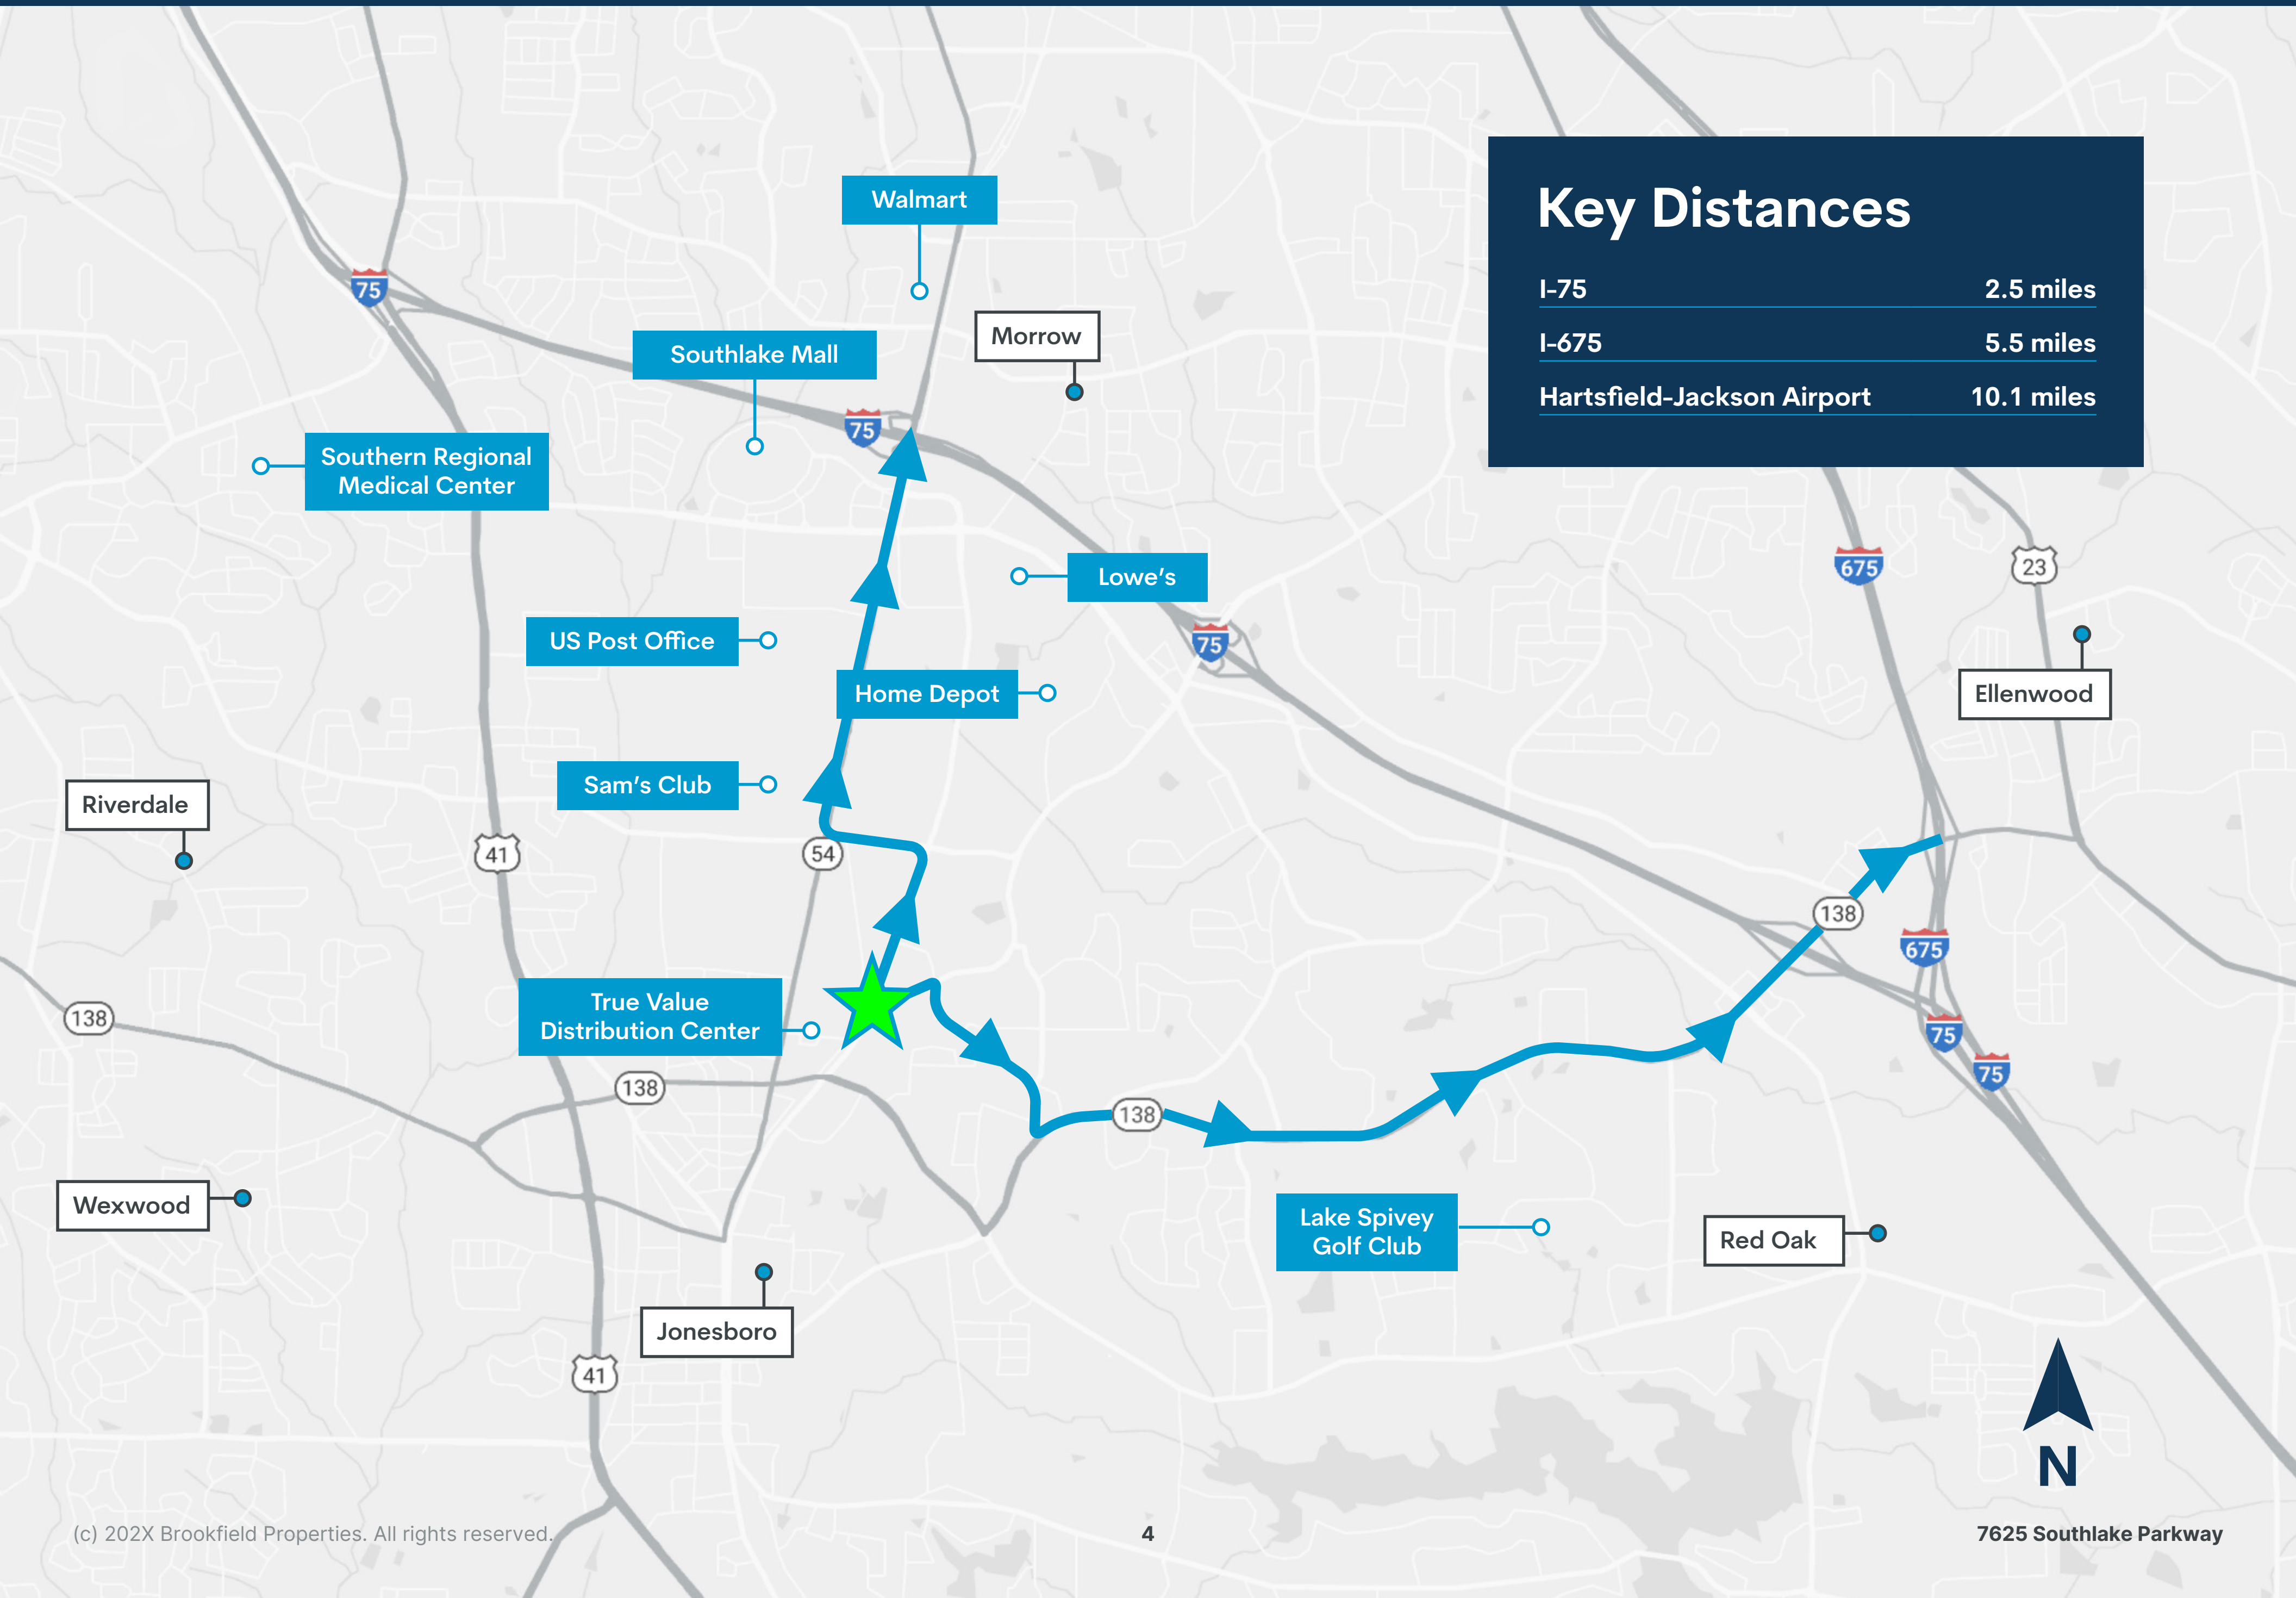 Walmart
Key Distances
I-75 2.5 miles
I-675 5.5 miles
Hartsfield-Jackson Airport 10.1 miles
75
Morrow
Southlake Mall
75
Southern Regional
Medical Center
Lowe's
675
23
US Post Office
75
Home Depot
Ellenwood
Sam's Club
Riverdale
41
54
138
675
True Value
Distribution Center
138
75
75
138
138
Wexwood
Lake Spivey
Golf Club
Red Oak
Jonesboro
41
N
(c) 202X Brookfield Properties. All rights reserved.
4
7625 Southlake Parkway